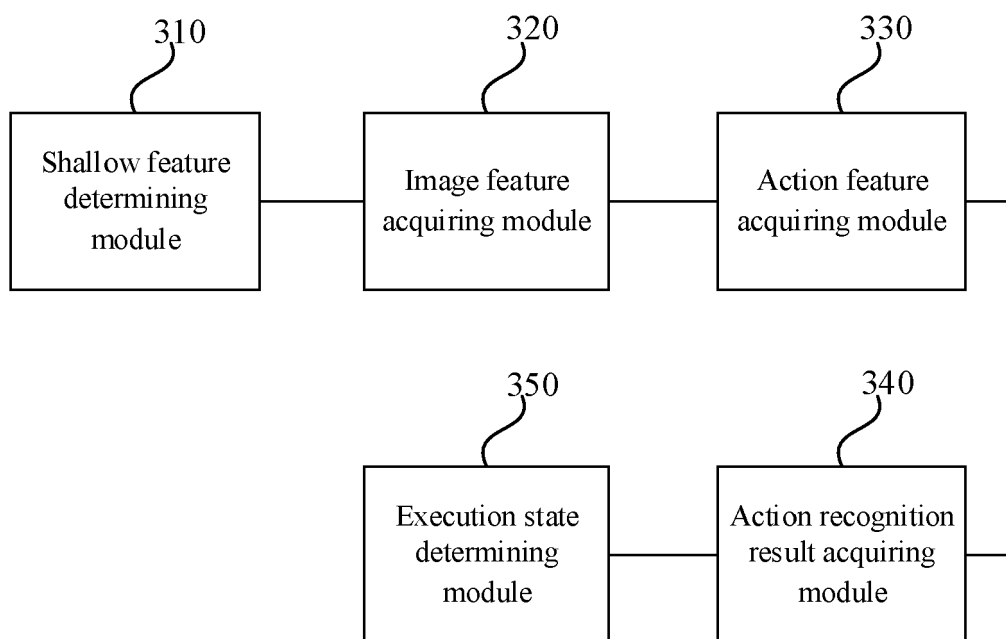 310
320
330
Shallow feature
determining
module
Image feature
acquiring module
Action feature
acquiring module
350
340
Execution state
determining
module
Action recognition
result acquiring
module